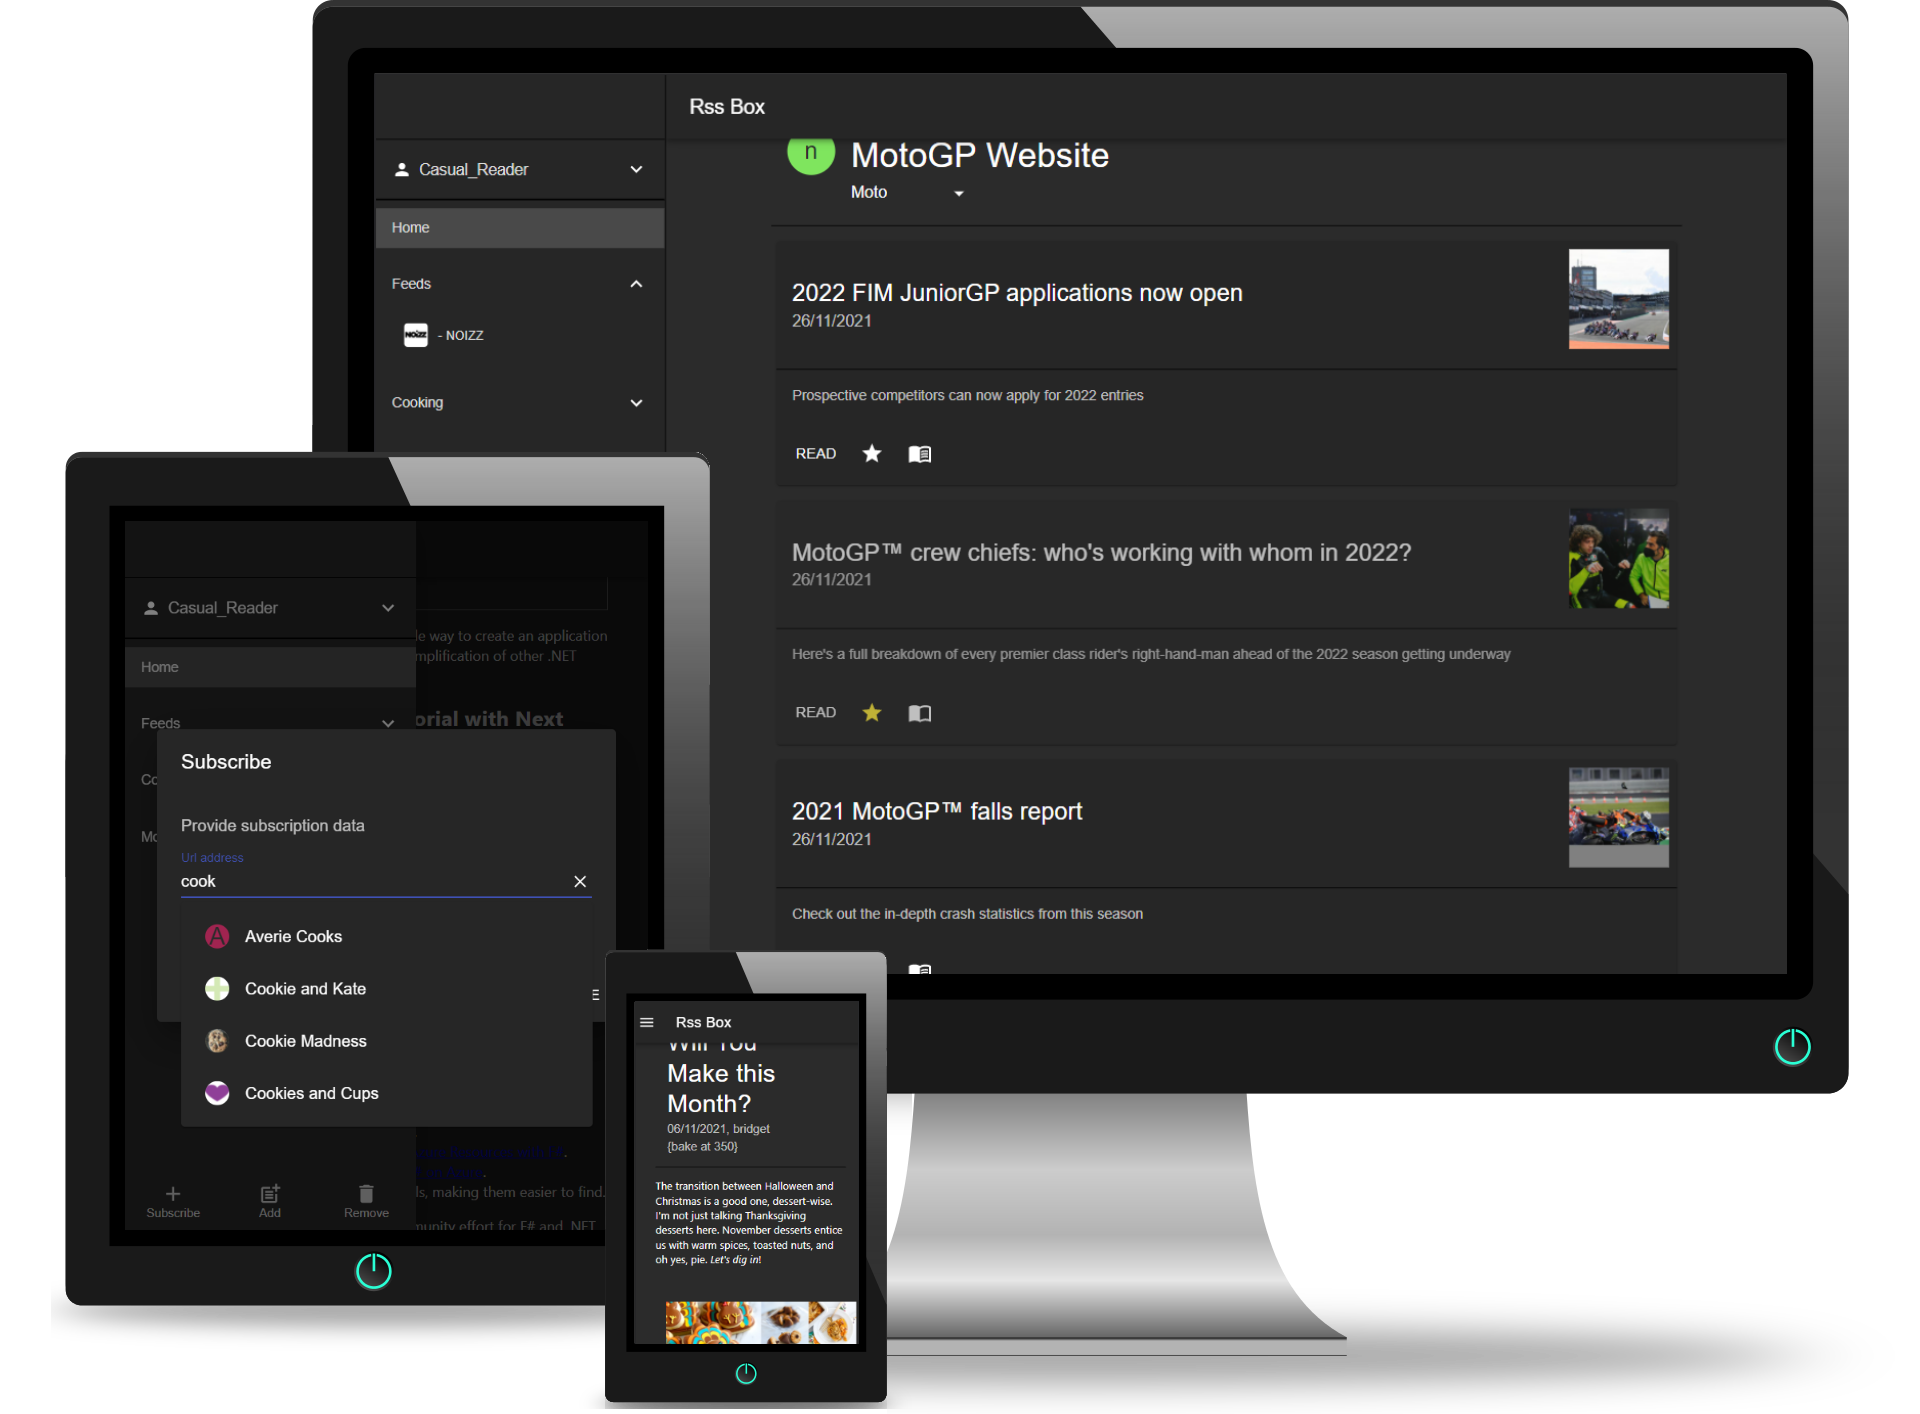 Rss Box
Casual_Reader
Home
Feeds
NOIZZ
- NOIZZ
Cooking
n
MotoGP Website
Moto
2022 FIM JuniorGP applications now open
26/11/2021
Prospective competitors can now apply for 2022 entries
READ
MotoGP™ crew chiefs: who's working with whom in 2022?
26/11/2021
Here's a full breakdown of every premier class rider's right-hand-man ahead of the 2022 season getting underway
READ
2021 MotoGP™ falls report
26/11/2021
Check out the in-depth crash statistics from this season
Casual_Reader
Home
Feeds
Co
Mo
le way to create an application
mplification of other .NET
orial with Next
Subscribe
Provide subscription data
Url address
cook
A
Averie Cooks
Cookie and Kate
Cookie Madness
Cookies and Cups
E
ls, making them easier to find.
munity effort for F# and .NET
Subscribe
Add
Remove
Rss Box
Will You
Make this
Month?
06/11/2021, bridget
{bake at 350}
The transition between Halloween and
Christmas is a good one, dessert-wise.
I'm not just talking Thanksgiving
desserts here. November desserts entice
us with warm spices, toasted nuts, and
oh yes, pie. Let's dig in!